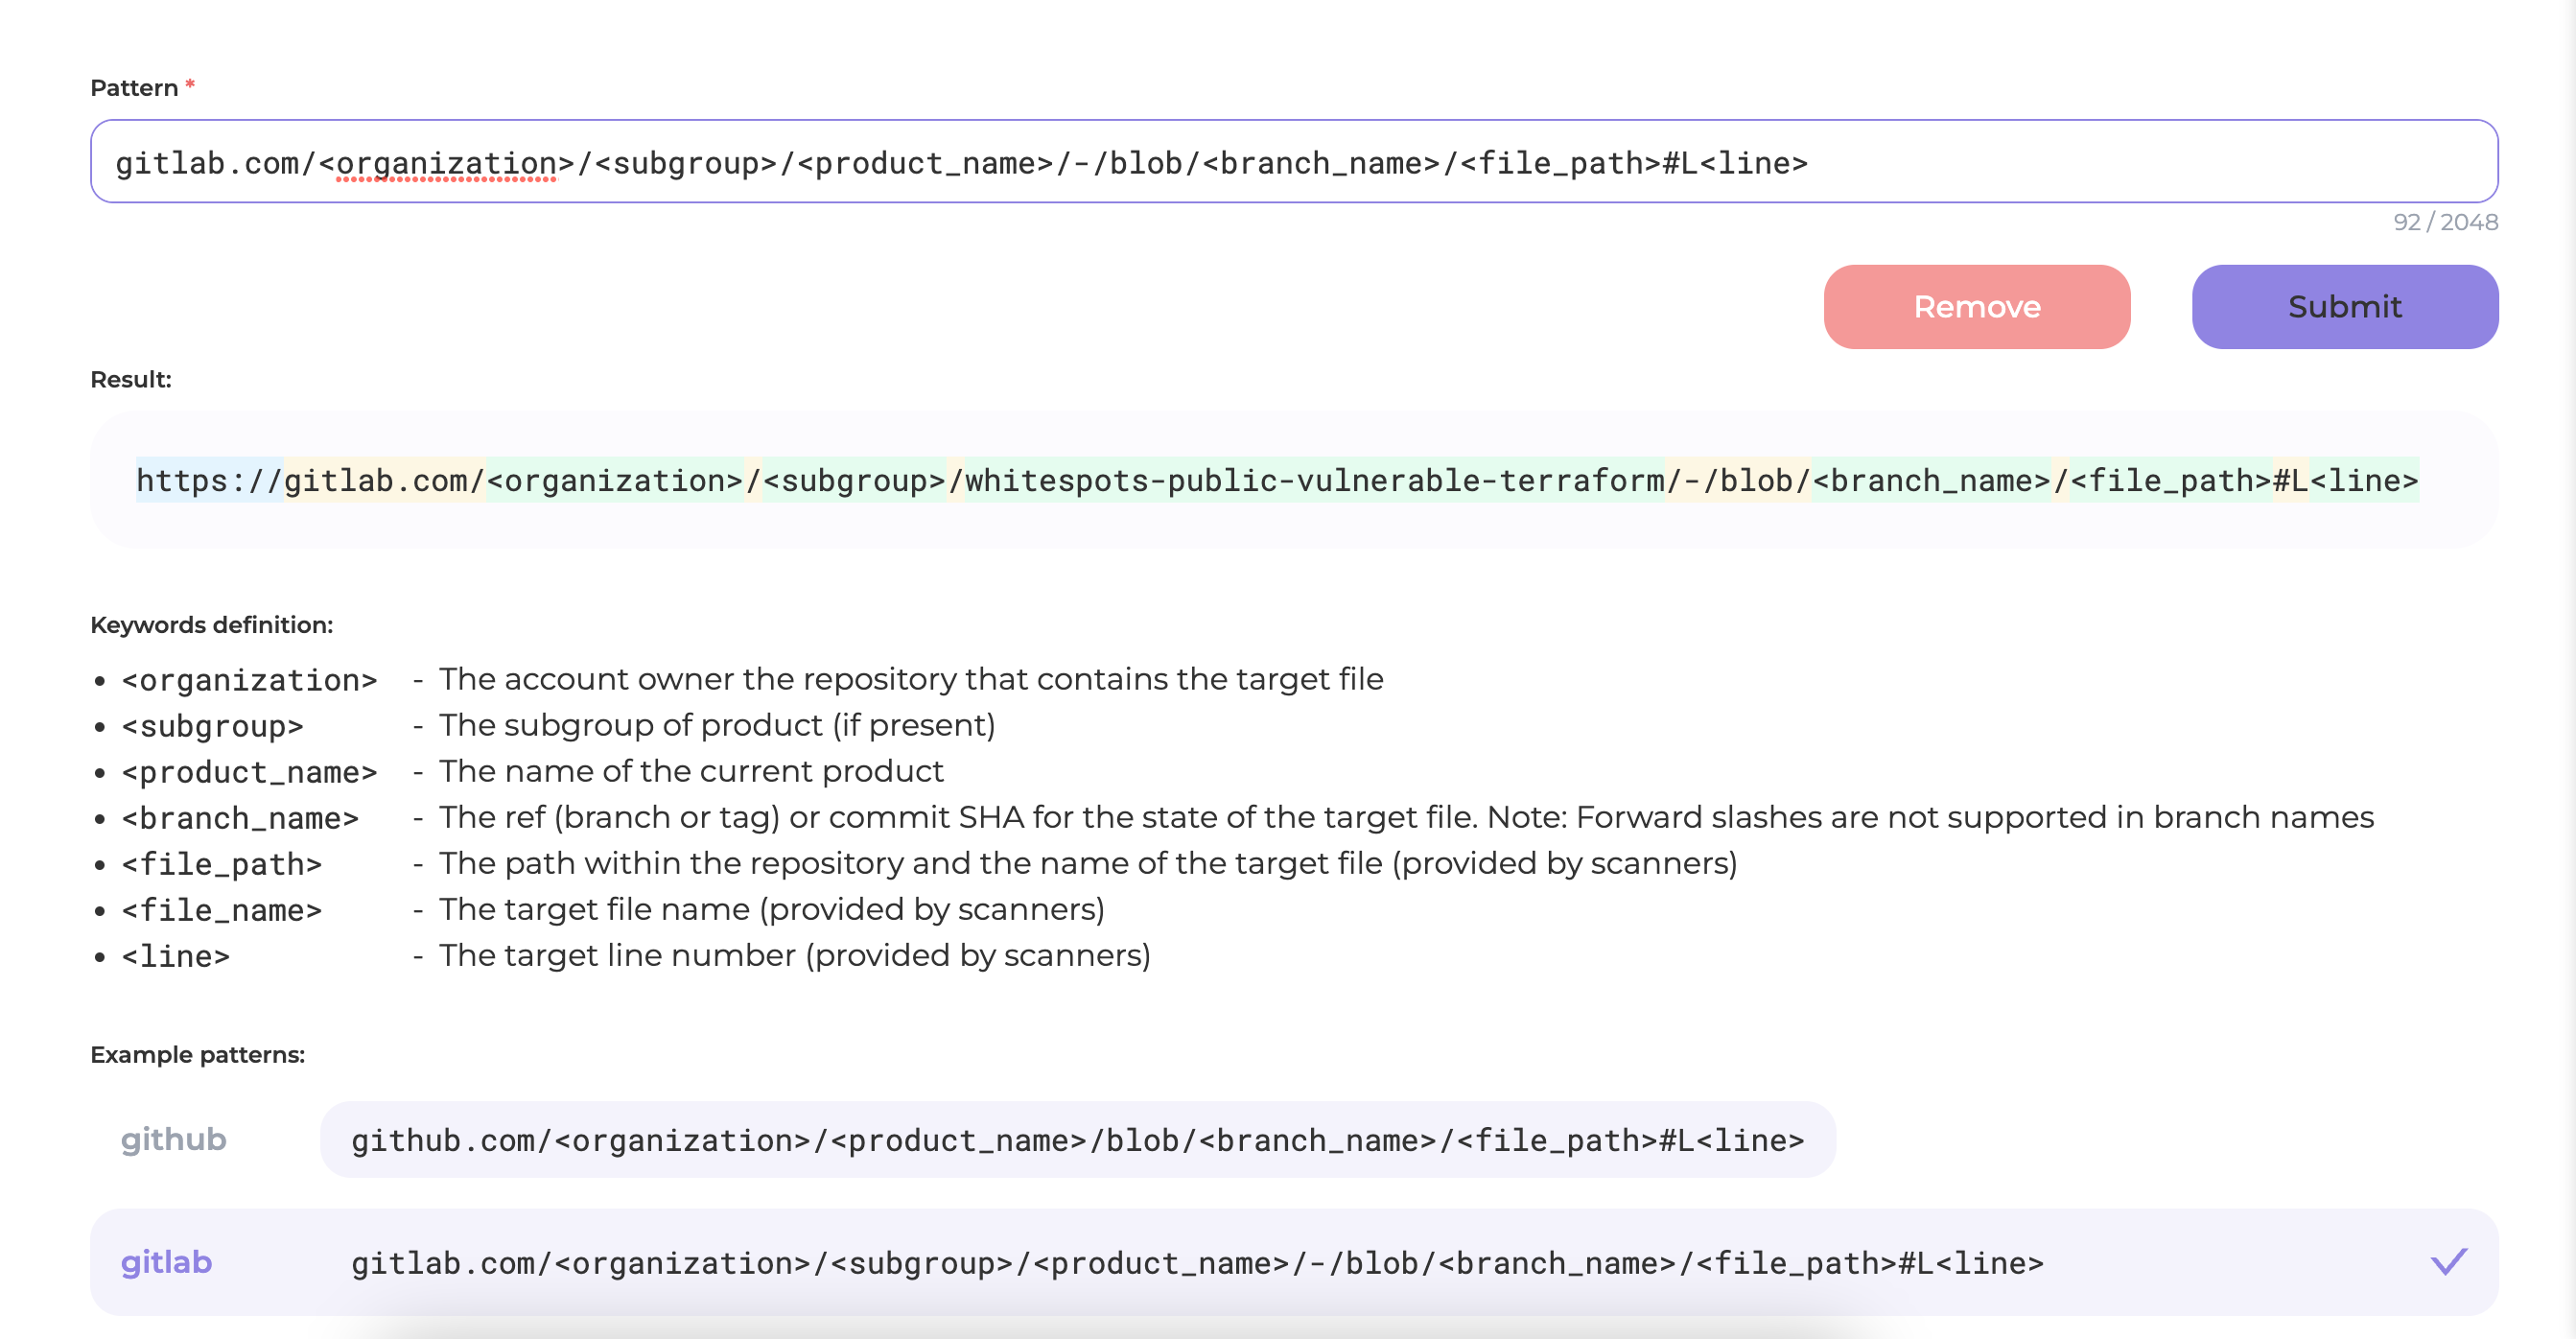 Pattern *
gitlab.com/<organization>/<subgroup>/<product_name>/-/blob/<branch_name>/<file_path>#L<line>
92 / 2048
Remove Submit
Result:
https://gitlab.com/<organization>/<subgroup>/whitespots-public-vulnerable-terraform/-/blob/<branch_name>/<file_path>#L<line>
Keywords definition:
• <organization> - The account owner the repository that contains the target file
• <subgroup> - The subgroup of product (if present)
• <product_name> - The name of the current product
• <branch_name> - The ref (branch or tag) or commit SHA for the state of the target file. Note: Forward slashes are not supported in branch names
• <file_path> - The path within the repository and the name of the target file (provided by scanners)
• <file_name> - The target file name (provided by scanners)
• <line> - The target line number (provided by scanners)
Example patterns:
github github.com/<organization>/<product_name>/blob/<branch_name>/<file_path>#L<line>
gitlab gitlab.com/<organization>/<subgroup>/<product_name>/-/blob/<branch_name>/<file_path>#L<line>